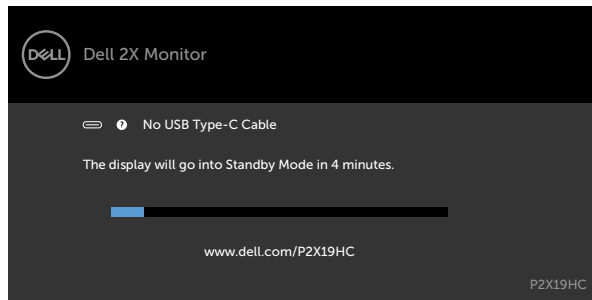 DELL
Dell 2X Monitor
? No USB Type-C Cable
The display will go into Standby Mode in 4 minutes.
www.dell.com/P2X19HC
P2X19HC